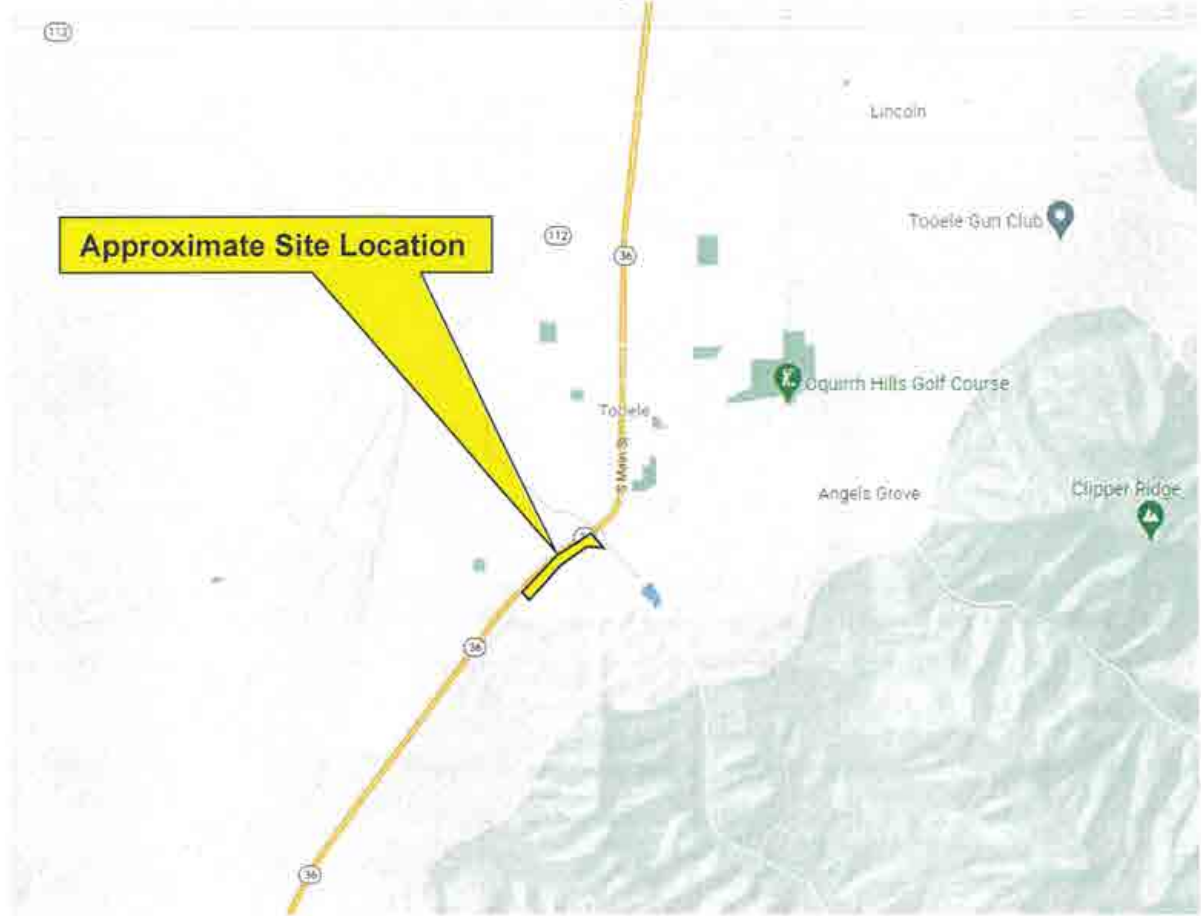 112
Lincoln
Tooele Gun Club
Approximate Site Location
112
36
Oquirrh Hills Golf Course
Tooele
S Main St
Angels Grove
Clipper Ridge
36
36